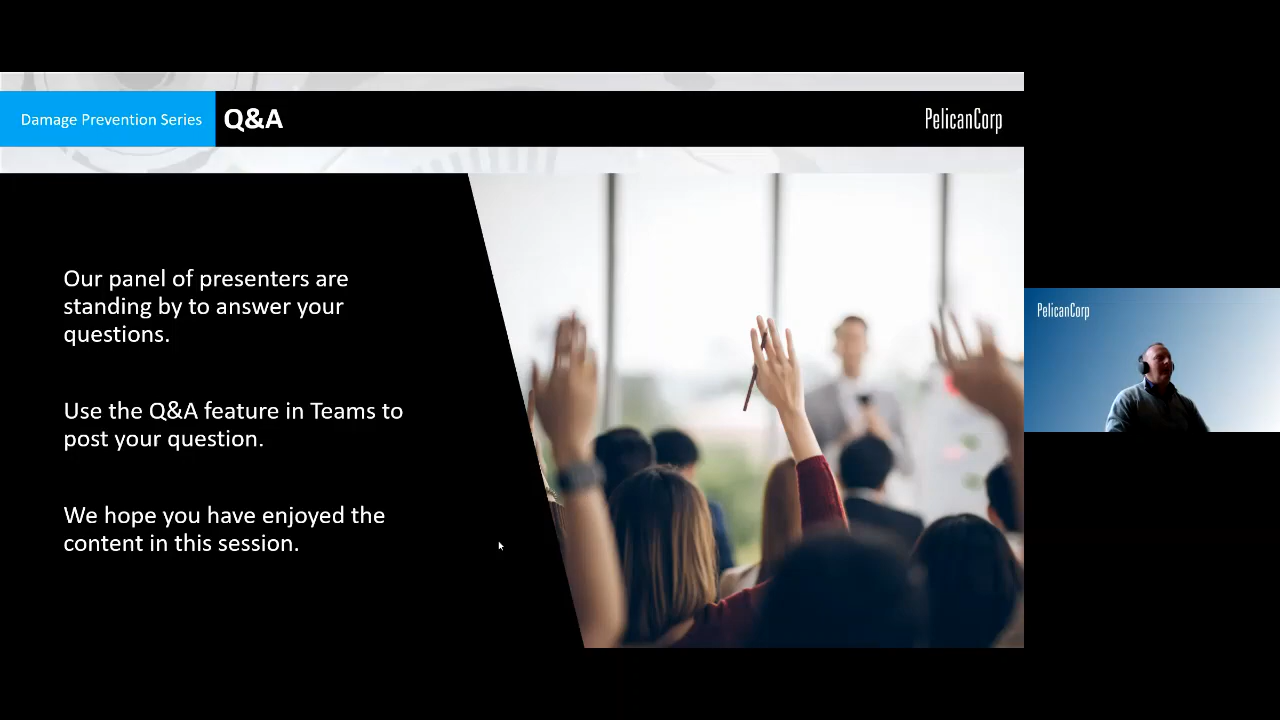 Damage Prevention Series
Q&A
PelicanCorp
Our panel of presenters are
standing by to answer your
questions.
Use the Q&A feature in Teams to
post your question.
We hope you have enjoyed the
content in this session.
PelicanCorp